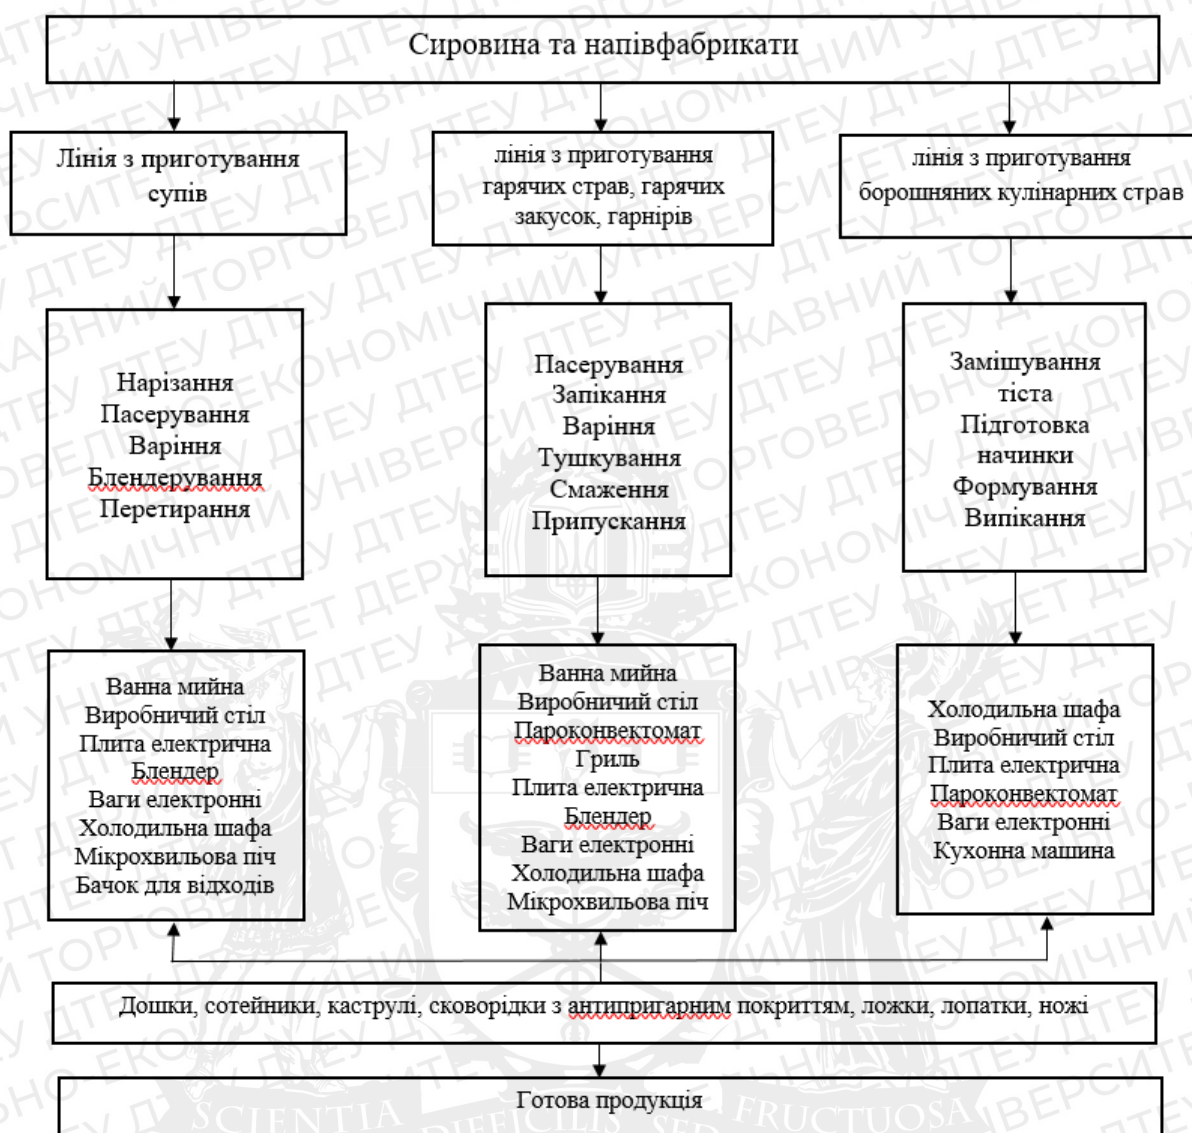 Сировина та напівфабрикати
Лінія з приготування
супів
лінія з приготування
гарячих страв, гарячих
закусок, гарнірів
лінія з приготування
борошняних кулінарних страв
Нарізання
Пасерування
Варіння
Блендерування
Перетирання
Пасерування
Запікання
Варіння
Тушкування
Смаження
Припускання
Замішування
тіста
Підготовка
начинки
Формування
Випікання
Ванна мийна
Виробничий стіл
Плита електрична
Блендер
Ваги електронні
Холодильна шафа
Мікрохвильова піч
Бачок для відходів
Ванна мийна
Виробничий стіл
Пароконвектомат
Гриль
Плита електрична
Блендер
Ваги електронні
Холодильна шафа
Мікрохвильова піч
Холодильна шафа
Виробничий стіл
Плита електрична
Пароконвектомат
Ваги електронні
Кухонна машина
Дошки, сотейники, каструлі, сковорідки з антипригарним покриттям, ложки, лопатки, ножі
Готова продукція
SCIENTIA DIFFICILIS SED FRUCTUOSA